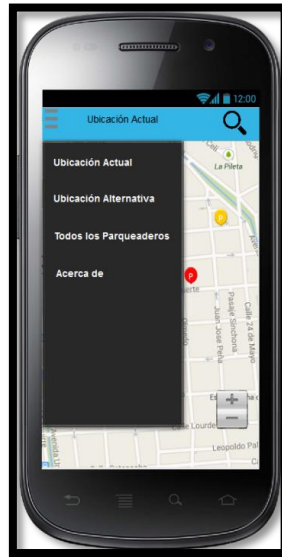 12:00
Ubicación Actual
Ubicación Actual
Ubicación Alternativa
Todos los Parqueaderos
Acerca de
La Pileta
P
P
Pasaje Sinchona
Calle 24 de Mayo
Juan José Peña
Leopoldo Pal